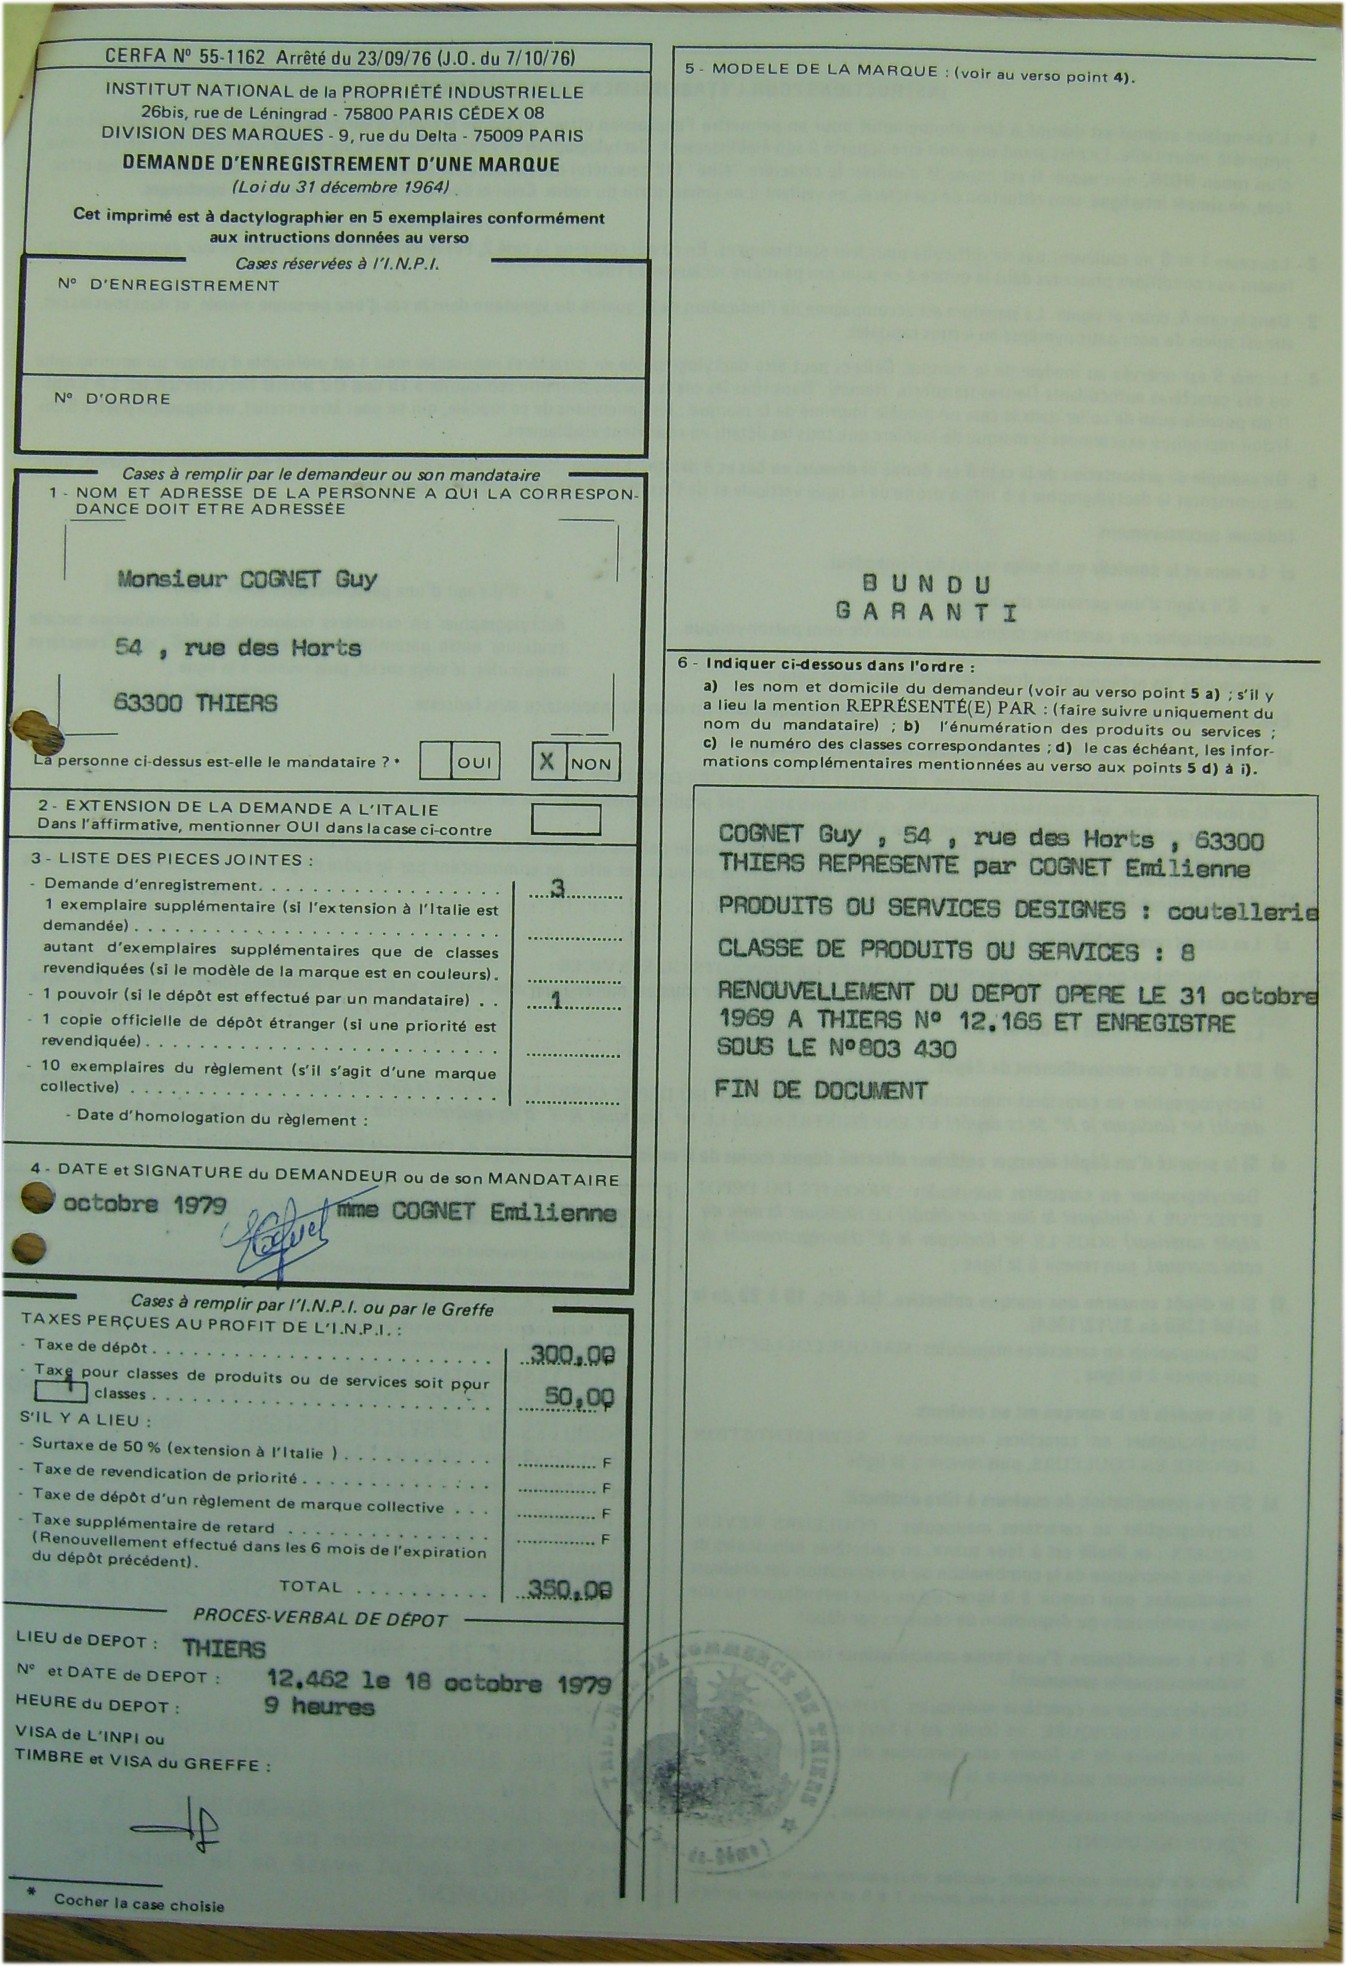 CERFA Nº 55-1162 Arrêté du 23/09/76 (J.O. du 7/10/76)
INSTITUT NATIONAL de la PROPRIÉTÉ INDUSTRIELLE
26bis, rue de Léningrad - 75800 PARIS CÉDEX 08
DIVISION DES MARQUES - 9, rue du Delta - 75009 PARIS
DEMANDE D'ENREGISTREMENT D'UNE MARQUE
(Loi du 31 décembre 1964)
Cet imprimé est à dactylographier en 5 exemplaires conformément
aux intructions données au verso
Cases réservées à l'I.N.P.I.
Nº D'ENREGISTREMENT
Nº D'ORDRE
Cases à remplir par le demandeur ou son mandataire
1 - NOM ET ADRESSE DE LA PERSONNE A QUI LA CORRESPON-
DANCE DOIT ETRE ADRESSÉE
Monsieur COGNET Guy
54 , rue des Horts
63300 THIERS
La personne ci-dessus est-elle le mandataire ? * OUI X NON
2 - EXTENSION DE LA DEMANDE A L'ITALIE
Dans l'affirmative, mentionner OUI dans la case ci-contre
3 - LISTE DES PIECES JOINTES :
- Demande d'enregistrement. . . . . . . . . . . . . . . . . . 3
1 exemplaire supplémentaire (si l'extension à l'Italie est
demandée) . . . . . . . . . . . . . . . . . . . . . . . . . .
autant d'exemplaires supplémentaires que de classes
revendiquées (si le modèle de la marque est en couleurs) .
- 1 pouvoir (si le dépôt est effectué par un mandataire) . . 1
- 1 copie officielle de dépôt étranger (si une priorité est
revendiquée) . . . . . . . . . . . . . . . . . . . . . . . .
- 10 exemplaires du règlement (s'il s'agit d'une marque
collective) . . . . . . . . . . . . . . . . . . . . . . . . .
- Date d'homologation du règlement :
4 - DATE et SIGNATURE du DEMANDEUR ou de son MANDATAIRE
octobre 1979 mme COGNET Emilienne
Cases à remplir par l'I.N.P.I. ou par le Greffe
TAXES PERÇUES AU PROFIT DE L'I.N.P.I. :
- Taxe de dépôt . . . . . . . . . . . . . . . . . . . . . . . 300,00
- Taxe pour classes de produits ou de services soit pour
1 classes . . . . . . . . . . . . . . . . . . . . . . . 50,00 F
S'IL Y A LIEU :
- Surtaxe de 50 % (extension à l'Italie ) . . . . . . . . . . F
- Taxe de revendication de priorité . . . . . . . . . . . . . F
- Taxe de dépôt d'un règlement de marque collective . . . F
- Taxe supplémentaire de retard . . . . . . . . . . . . . . F
(Renouvellement effectué dans les 6 mois de l'expiration
du dépôt précédent).
TOTAL . . . . . . . . . . 350,00
PROCES-VERBAL DE DÉPOT
LIEU de DEPOT : THIERS
Nº et DATE de DEPOT : 12.462 le 18 octobre 1979
HEURE du DEPOT : 9 heures
VISA de L'INPI ou
TIMBRE et VISA du GREFFE :
* Cocher la case choisie
5 - MODELE DE LA MARQUE : (voir au verso point 4).
BUNDU
GARANTI
6 - Indiquer ci-dessous dans l'ordre :
a) les nom et domicile du demandeur (voir au verso point 5 a) ; s'il y
a lieu la mention REPRÉSENTÉ(E) PAR : (faire suivre uniquement du
nom du mandataire) ; b) l'énumération des produits ou services ;
c) le numéro des classes correspondantes ; d) le cas échéant, les infor-
mations complémentaires mentionnées au verso aux points 5 d) à i).
COGNET Guy , 54 , rue des Horts , 63300
THIERS REPRESENTE par COGNET Emilienne
PRODUITS OU SERVICES DESIGNES : coutellerie
CLASSE DE PRODUITS OU SERVICES : 8
RENOUVELLEMENT DU DEPOT OPERE LE 31 octobre
1969 A THIERS Nº 12.165 ET ENREGISTRE
SOUS LE Nº803 430
FIN DE DOCUMENT
TRIBUNAL DE COMMERCE DE THIERS